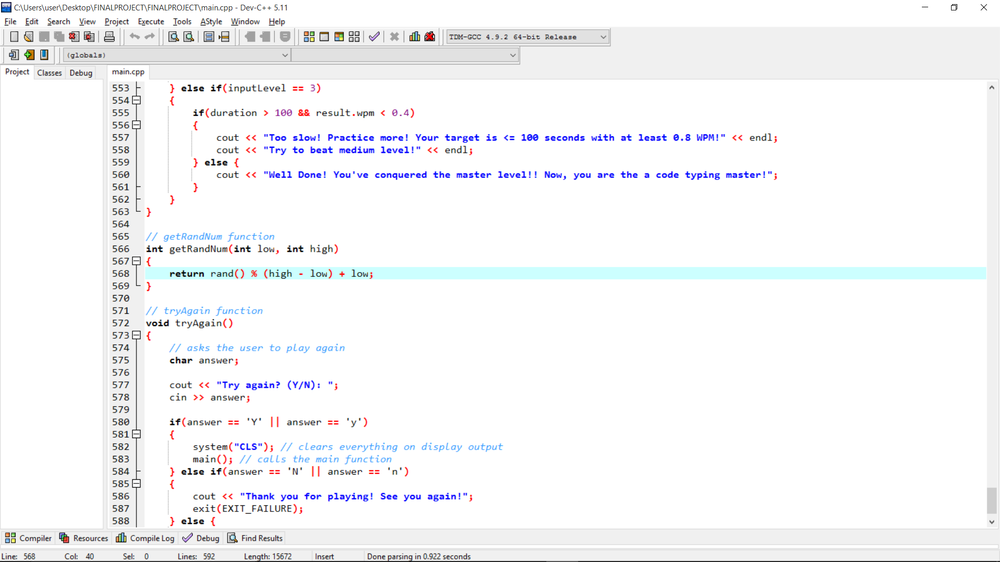 C:\Users\user\Desktop\FINALPROJECT\FINALPROJECT\main.cpp - Dev-C++ 5.11
File Edit Search View Project Execute Tools AStyle Window Help
TDM-GCC 4.9.2 64-bit Release
(globals)
Project Classes Debug main.cpp
553 } else if(inputLevel == 3)
554 {
555 if(duration > 100 && result.wpm < 0.4)
556 {
557 cout << "Too slow! Practice more! Your target is <= 100 seconds with at least 0.8 WPM!" << endl;
558 cout << "Try to beat medium level!" << endl;
559 } else {
560 cout << "Well Done! You've conquered the master level!! Now, you are the a code typing master!";
561 }
562 }
563 }
564
565 // getRandNum function
566 int getRandNum(int low, int high)
567 {
568 return rand() % (high - low) + low;
569 }
570
571 // tryAgain function
572 void tryAgain()
573 {
574 // asks the user to play again
575 char answer;
576
577 cout << "Try again? (Y/N): ";
578 cin >> answer;
579
580 if(answer == 'Y' || answer == 'y')
581 {
582 system("CLS"); // clears everything on display output
583 main(); // calls the main function
584 } else if(answer == 'N' || answer == 'n')
585 {
586 cout << "Thank you for playing! See you again!";
587 exit(EXIT_FAILURE);
588 } else {
Compiler Resources Compile Log Debug Find Results
Line: 568 Col: 40 Sel: 0 Lines: 592 Length: 15672 Insert Done parsing in 0.922 seconds